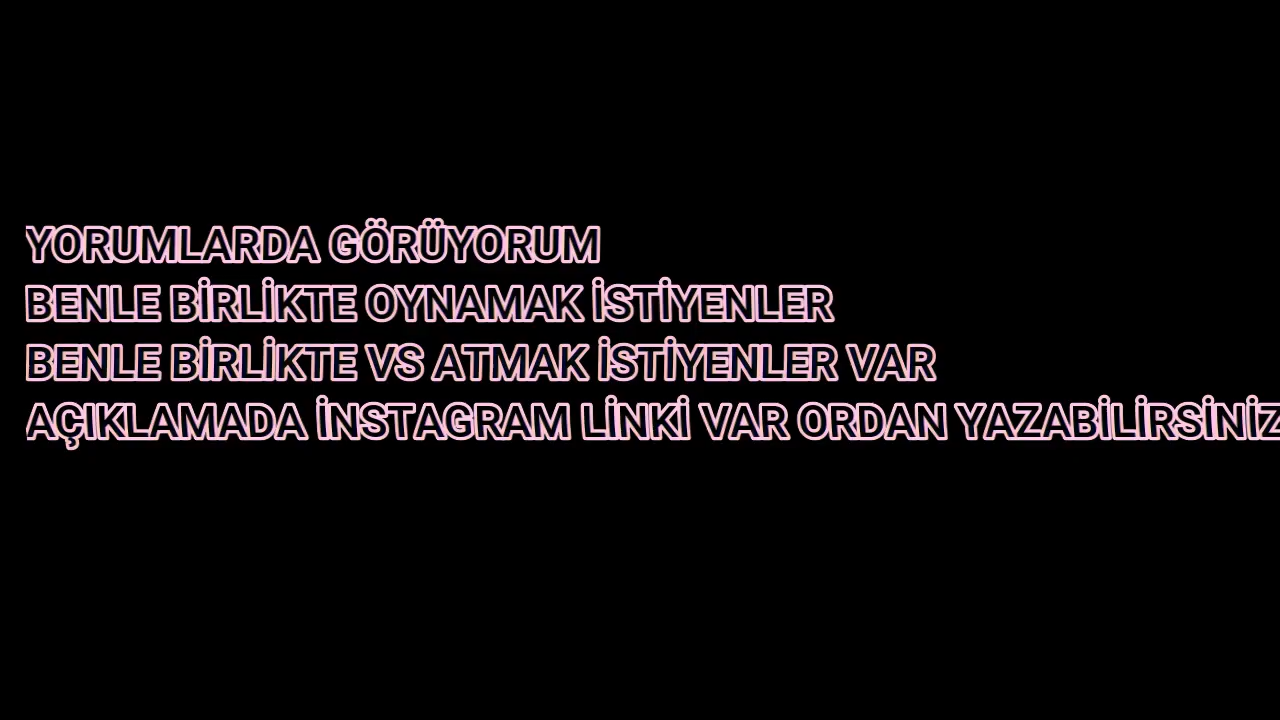 YORUMLARDA GÖRÜYORUM
BENLE BİRLİKTE OYNAMAK İSTİYENLER
BENLE BİRLİKTE VS ATMAK İSTİYENLER VAR
AÇIKLAMADA İNSTAGRAM LİNKİ VAR ORDAN YAZABİLİRSİNİZ